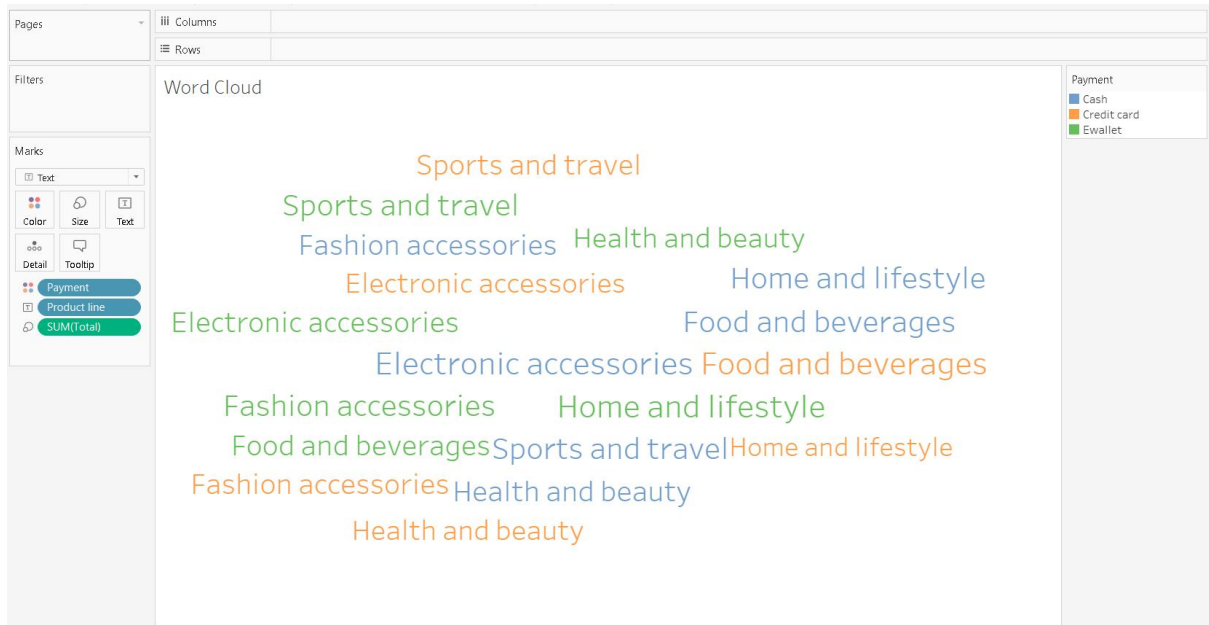 Pages
Columns
Rows
Filters
Marks
Text
Color
Size
Text
Detail
Tooltip
Payment
Product line
SUM(Total)
Word Cloud
Sports and travel
Sports and travel
Fashion accessories
Health and beauty
Electronic accessories
Home and lifestyle
Electronic accessories
Food and beverages
Electronic accessories
Food and beverages
Fashion accessories
Home and lifestyle
Food and beverages
Sports and travel
Home and lifestyle
Fashion accessories
Health and beauty
Health and beauty
Payment
Cash
Credit card
Ewallet